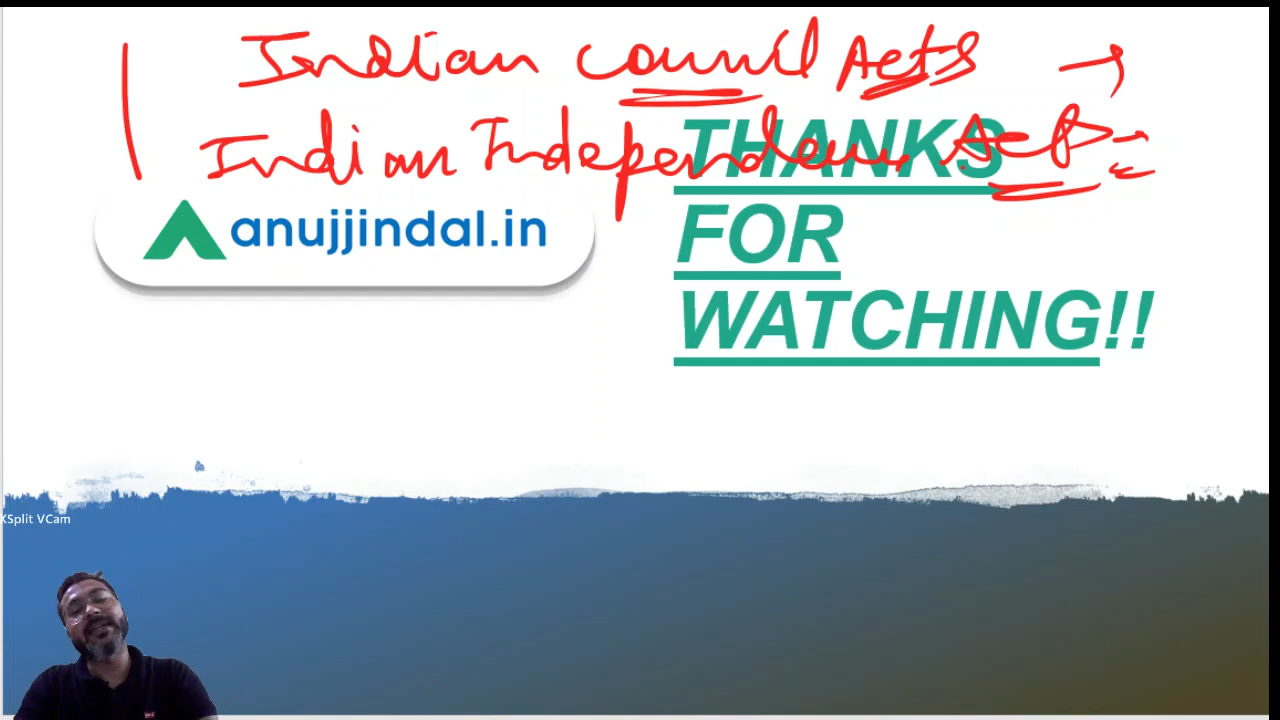 Indian Council Acts →
Indian Independence Act
anujjindal.in
THANKS
FOR
WATCHING!!
XSplit VCam